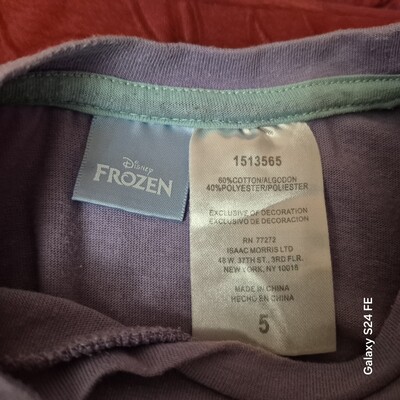 Disney
FROZEN
1513565
60%COTTON/ALGODON
40%POLYESTER/POLIESTER
EXCLUSIVE OF DECORATION
EXCLUSIVO DE DECORACION
RN 77272
ISAAC MORRIS LTD
48 W. 37TH ST., 3RD FLR.
NEW YORK, NY 10018
MADE IN CHINA
HECHO EN CHINA
5
Galaxy S24 FE